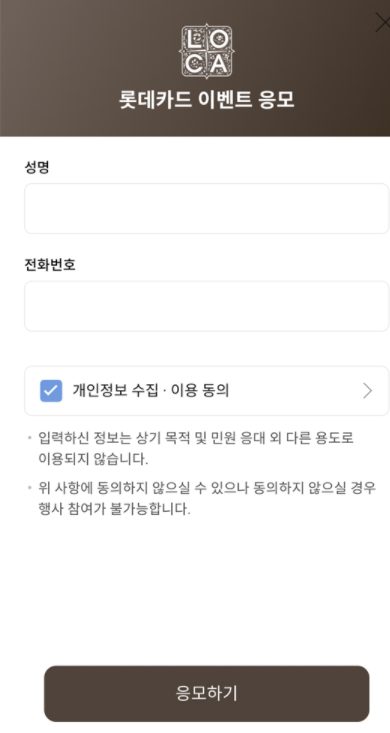 LO
CA
롯데카드 이벤트 응모
성명
전화번호
개인정보 수집 · 이용 동의
• 입력하신 정보는 상기 목적 및 민원 응대 외 다른 용도로
이용되지 않습니다.
• 위 사항에 동의하지 않으실 수 있으나 동의하지 않으실 경우
행사 참여가 불가능합니다.
응모하기